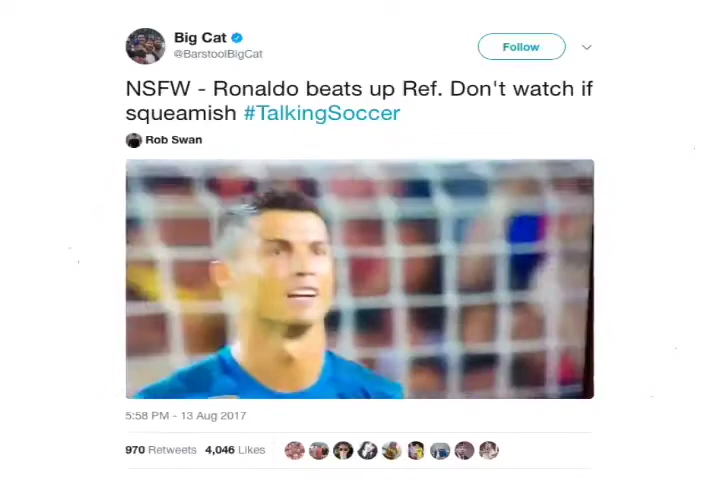 Big Cat
@BarstoolBigCat
Follow
NSFW - Ronaldo beats up Ref. Don't watch if
squeamish #TalkingSoccer
Rob Swan
5:58 PM - 13 Aug 2017
970 Retweets 4,046 Likes